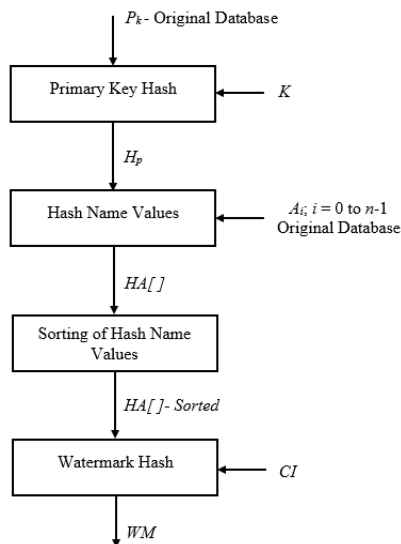 Pk- Original Database
Primary Key Hash
K
Hp
Hash Name Values
Ai; i = 0 to n-1
Original Database
HA[ ]
Sorting of Hash Name
Values
HA[ ]- Sorted
Watermark Hash
CI
WM